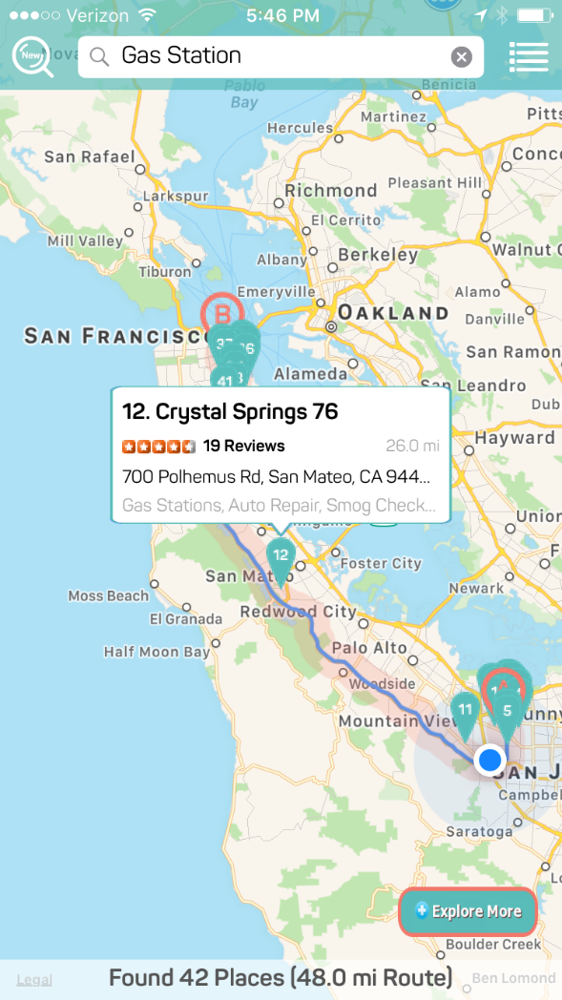 Verizon
5:46 PM
New
Nova
Gas Station
Pablo
Bay
Benicia
Martinez
Pitts
Hercules
Conc
San Rafael
Pleasant Hill
Larkspur
Richmond
El Cerrito
Mill Valley
Walnut C
Albany
Berkeley
Tiburon
Alamo
Emeryville
B
Oakland
Danville
San Francisco
37
San Ramon
Alameda
41
San Leandro
Dub
12. Crystal Springs 76
19 Reviews
26.0 mi
700 Polhemus Rd, San Mateo, CA 944...
Gas Stations, Auto Repair, Smog Check...
Hayward
Union
12
Foster City
F
San Mateo
Newark
Moss Beach
Redwood City
El Granada
Half Moon Bay
Palo Alto
Woodside
A
11
5
unny
Mountain View
San J
Campbel
Saratoga
Lo
Explore More
Boulder Creek
Legal
Found 42 Places (48.0 mi Route)
Ben Lomond